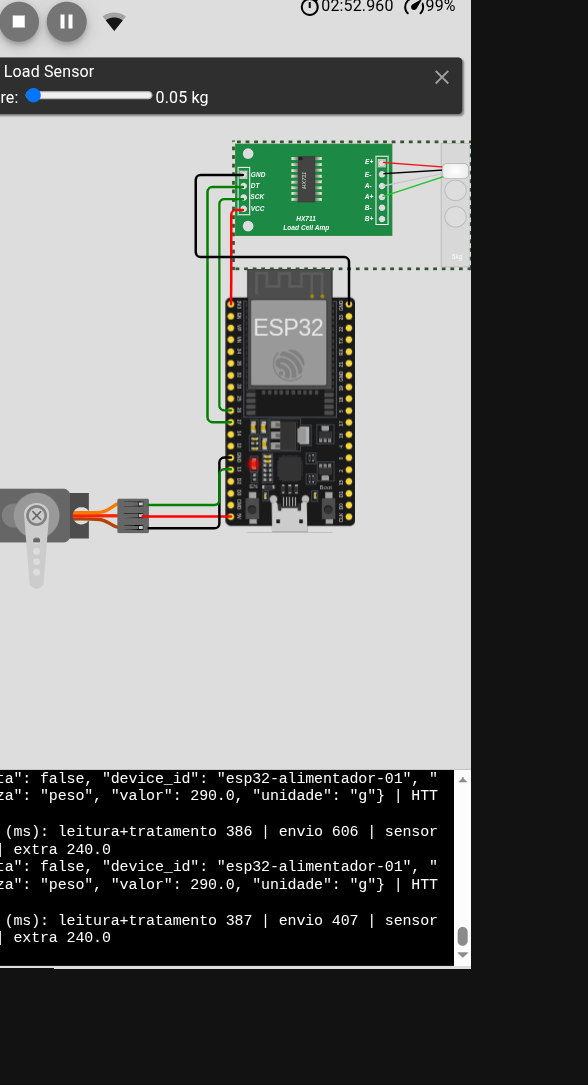 02:52.960 99%
Load Sensor
re: 0.05 kg
GND
DT
SCK
VCC
HX711
HX711
Load Cell Amp
E+
E-
A-
A+
B-
B+
5kg
ESP32
ta": false, "device_id": "esp32-alimentador-01", "
za": "peso", "valor": 290.0, "unidade": "g"} | HTT
(ms): leitura+tratamento 386 | envio 606 | sensor
| extra 240.0
ta": false, "device_id": "esp32-alimentador-01", "
za": "peso", "valor": 290.0, "unidade": "g"} | HTT
(ms): leitura+tratamento 387 | envio 407 | sensor
| extra 240.0